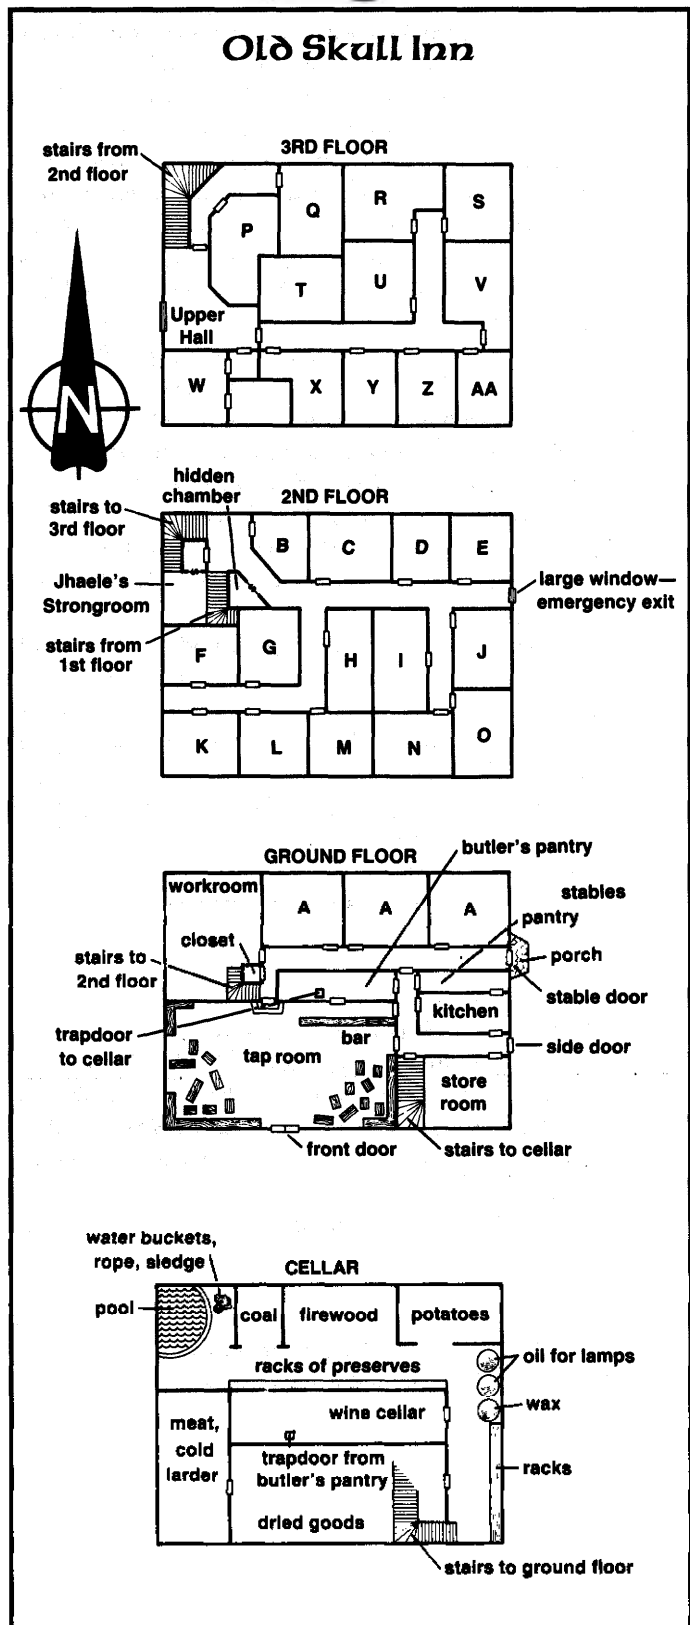 Old Skull Inn
3RD FLOOR
stairs from
2nd floor
P
Q
R
S
T
U
V
Upper
Hall
W
X
Y
Z
AA
N
2ND FLOOR
hidden
chamber
stairs to
3rd floor
B
C
D
E
Jhaele's
Strongroom
large window—
emergency exit
stairs from
1st floor
F
G
H
I
J
K
L
M
N
O
GROUND FLOOR
butler's pantry
workroom
A
A
A
stables
pantry
closet
stairs to
2nd floor
porch
stable door
kitchen
trapdoor
to cellar
bar
tap room
side door
store
room
front door
stairs to cellar
water buckets,
rope, sledge
CELLAR
pool
coal
firewood
potatoes
oil for lamps
racks of preserves
wax
meat,
cold
larder
wine cellar
trapdoor from
butler's pantry
racks
dried goods
stairs to ground floor